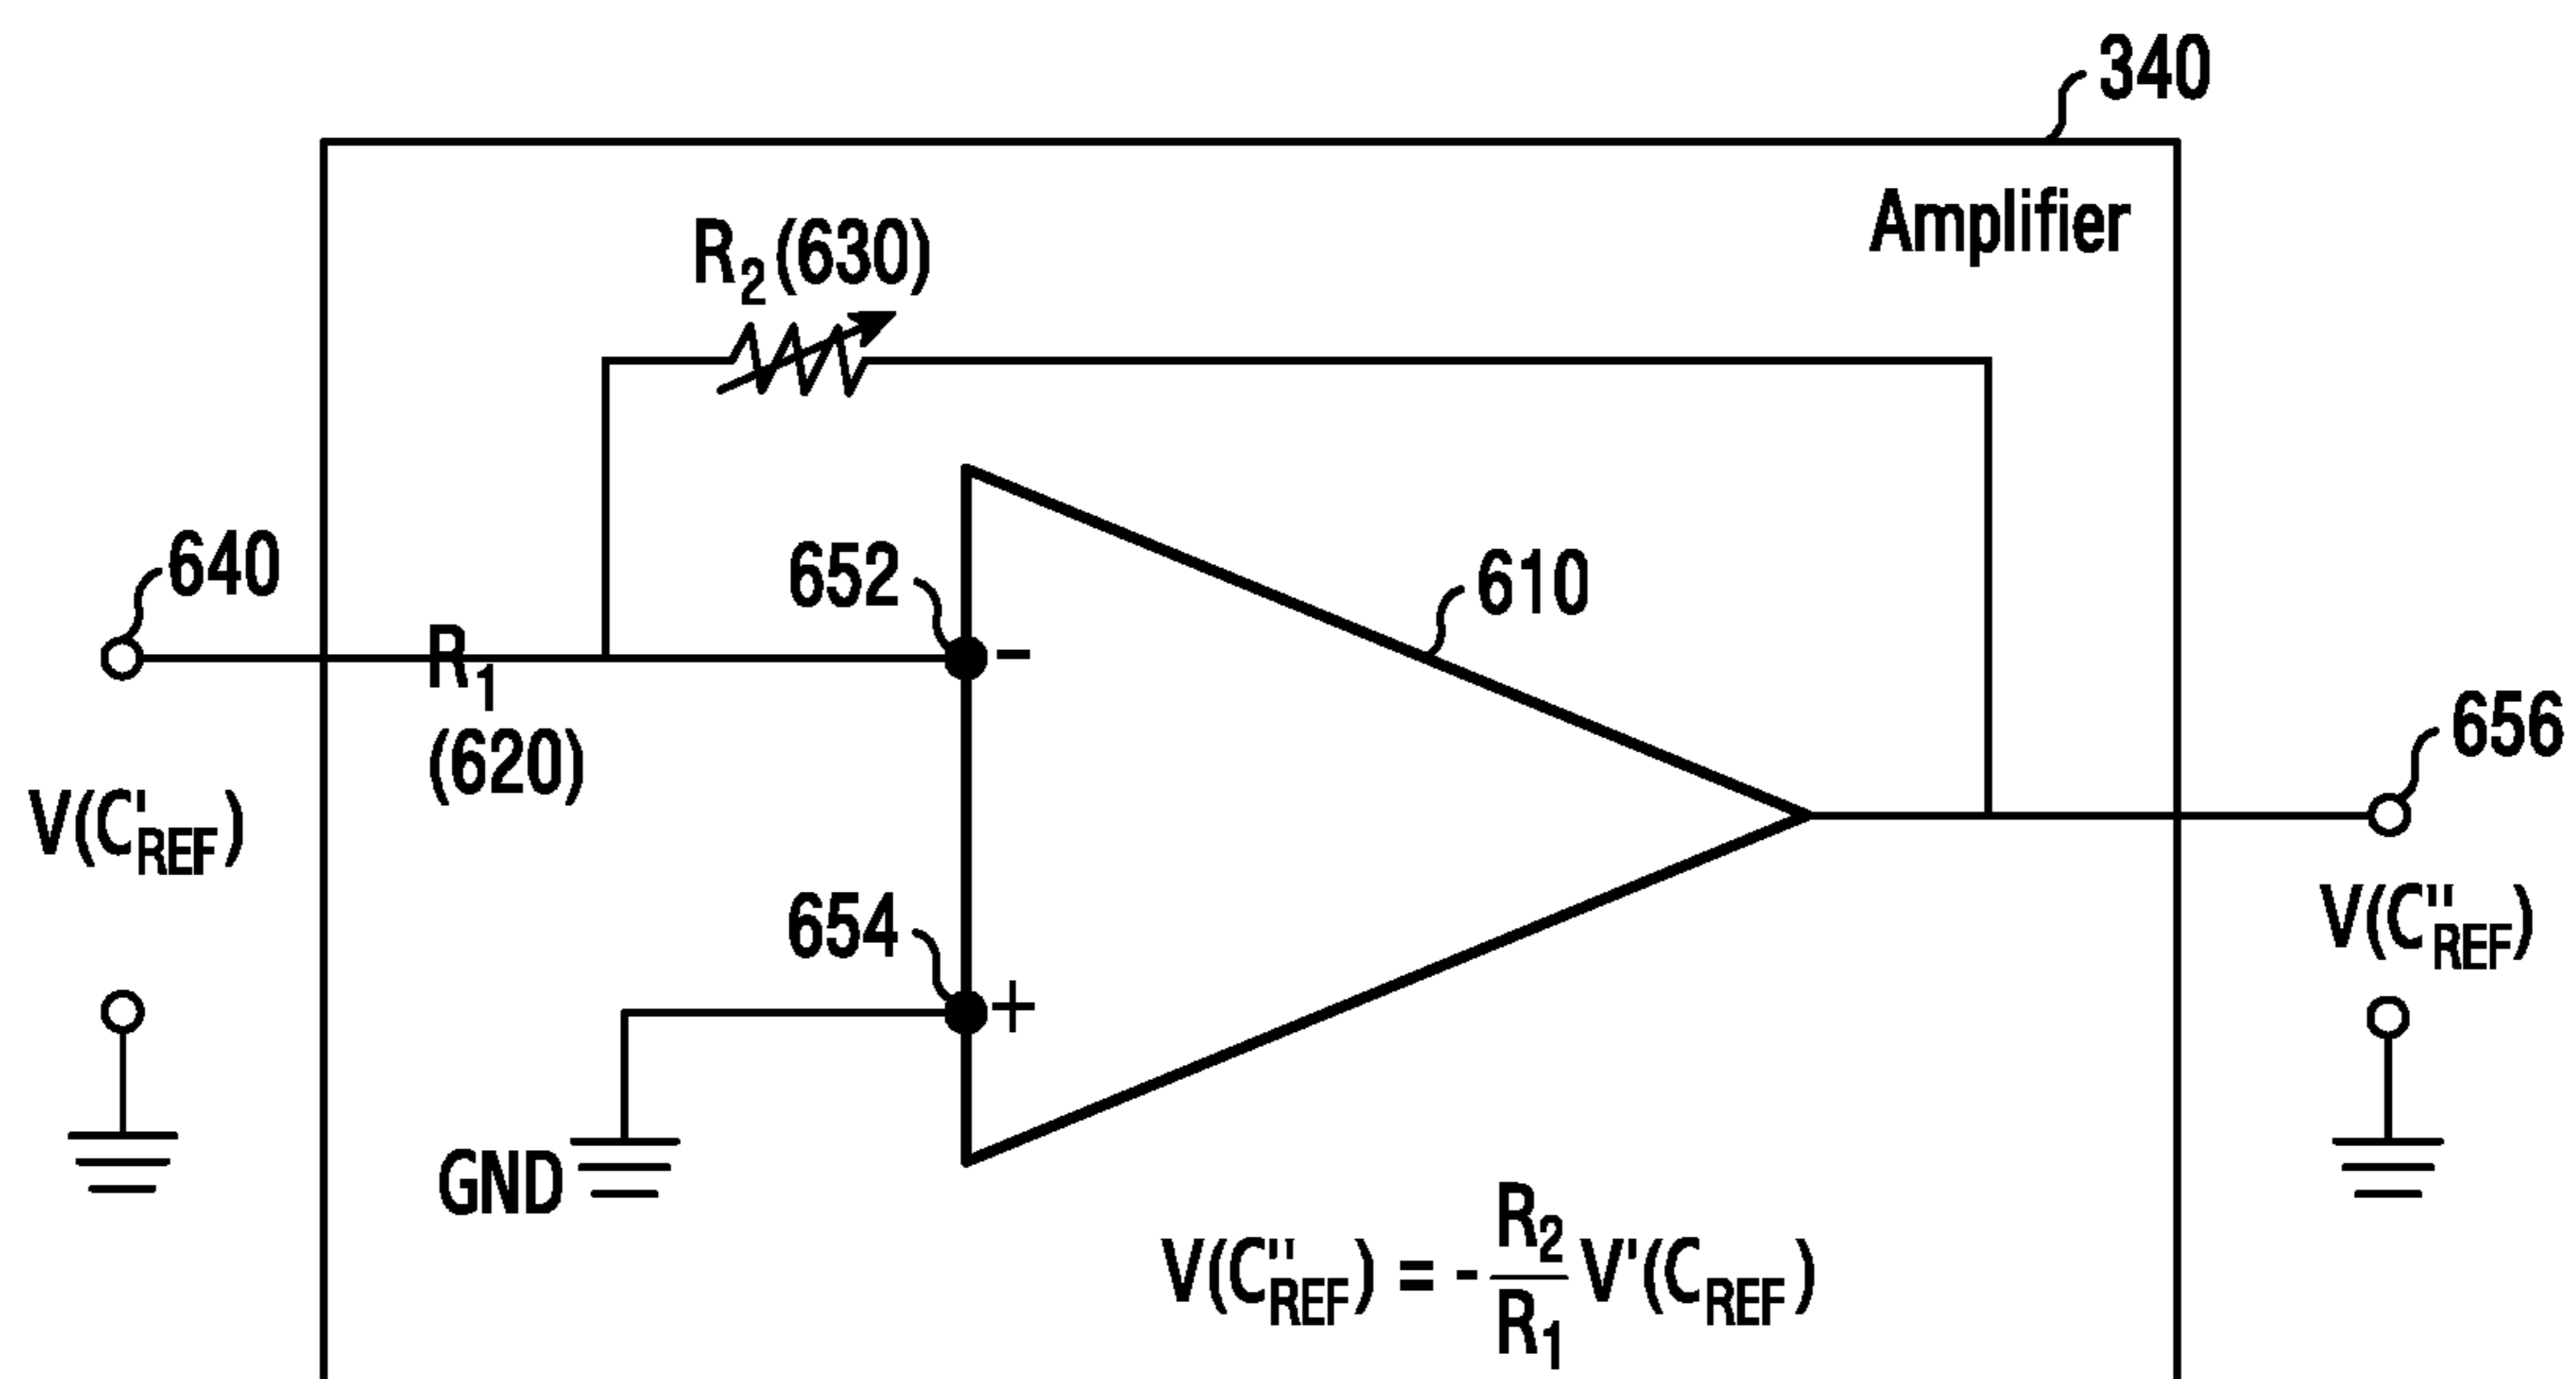 340
Amplifier
R₂(630)
640
652
610
R₁
(620)
656
V(C'REF)
654
V(C''REF)
GND
V(C''REF) = -R₂/R₁ V'(CREF)
-
+